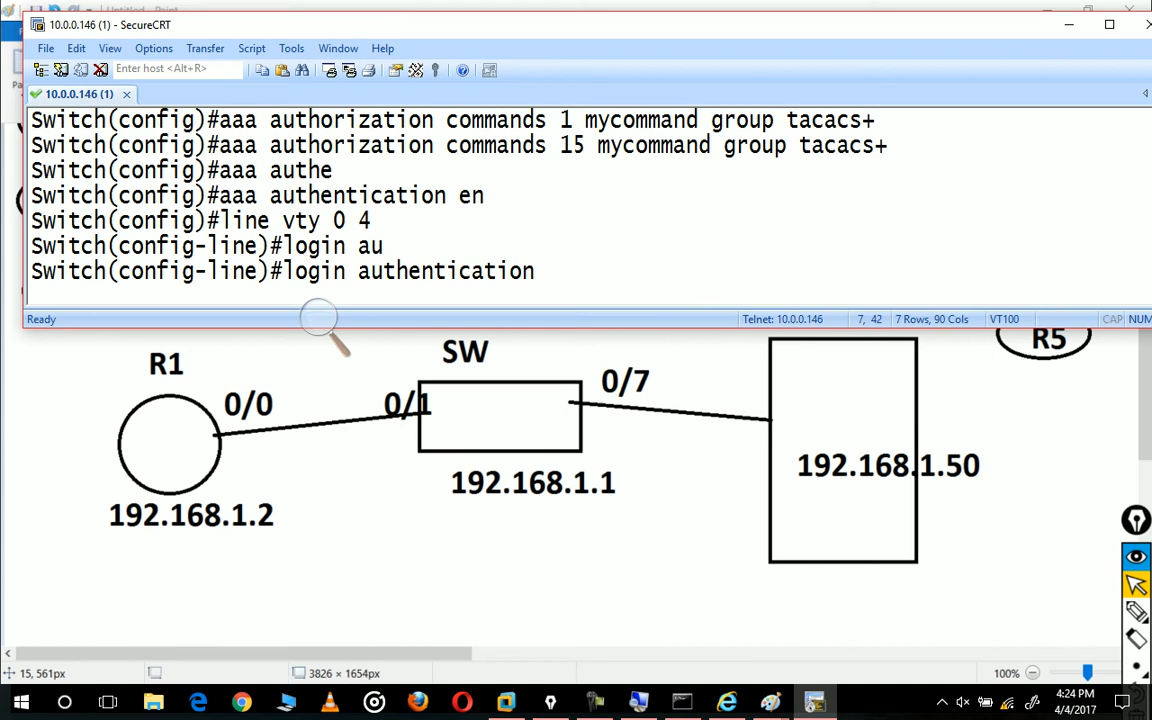 Untitled - Paint
10.0.0.146 (1) - SecureCRT
File Edit View Options Transfer Script Tools Window Help
Enter host <Alt+R>
10.0.0.146 (1)
Switch(config)#aaa authorization commands 1 mycommand group tacacs+
Switch(config)#aaa authorization commands 15 mycommand group tacacs+
Switch(config)#aaa authe
Switch(config)#aaa authentication en
Switch(config)#line vty 0 4
Switch(config-line)#login au
Switch(config-line)#login authentication
Ready
Telnet: 10.0.0.146 7, 42 7 Rows, 90 Cols VT100 CAP NUM
R5
R1
SW
0/0
0/1
0/7
192.168.1.2
192.168.1.1
192.168.1.50
15, 561px
3826 × 1654px
100%
4:24 PM
4/4/2017